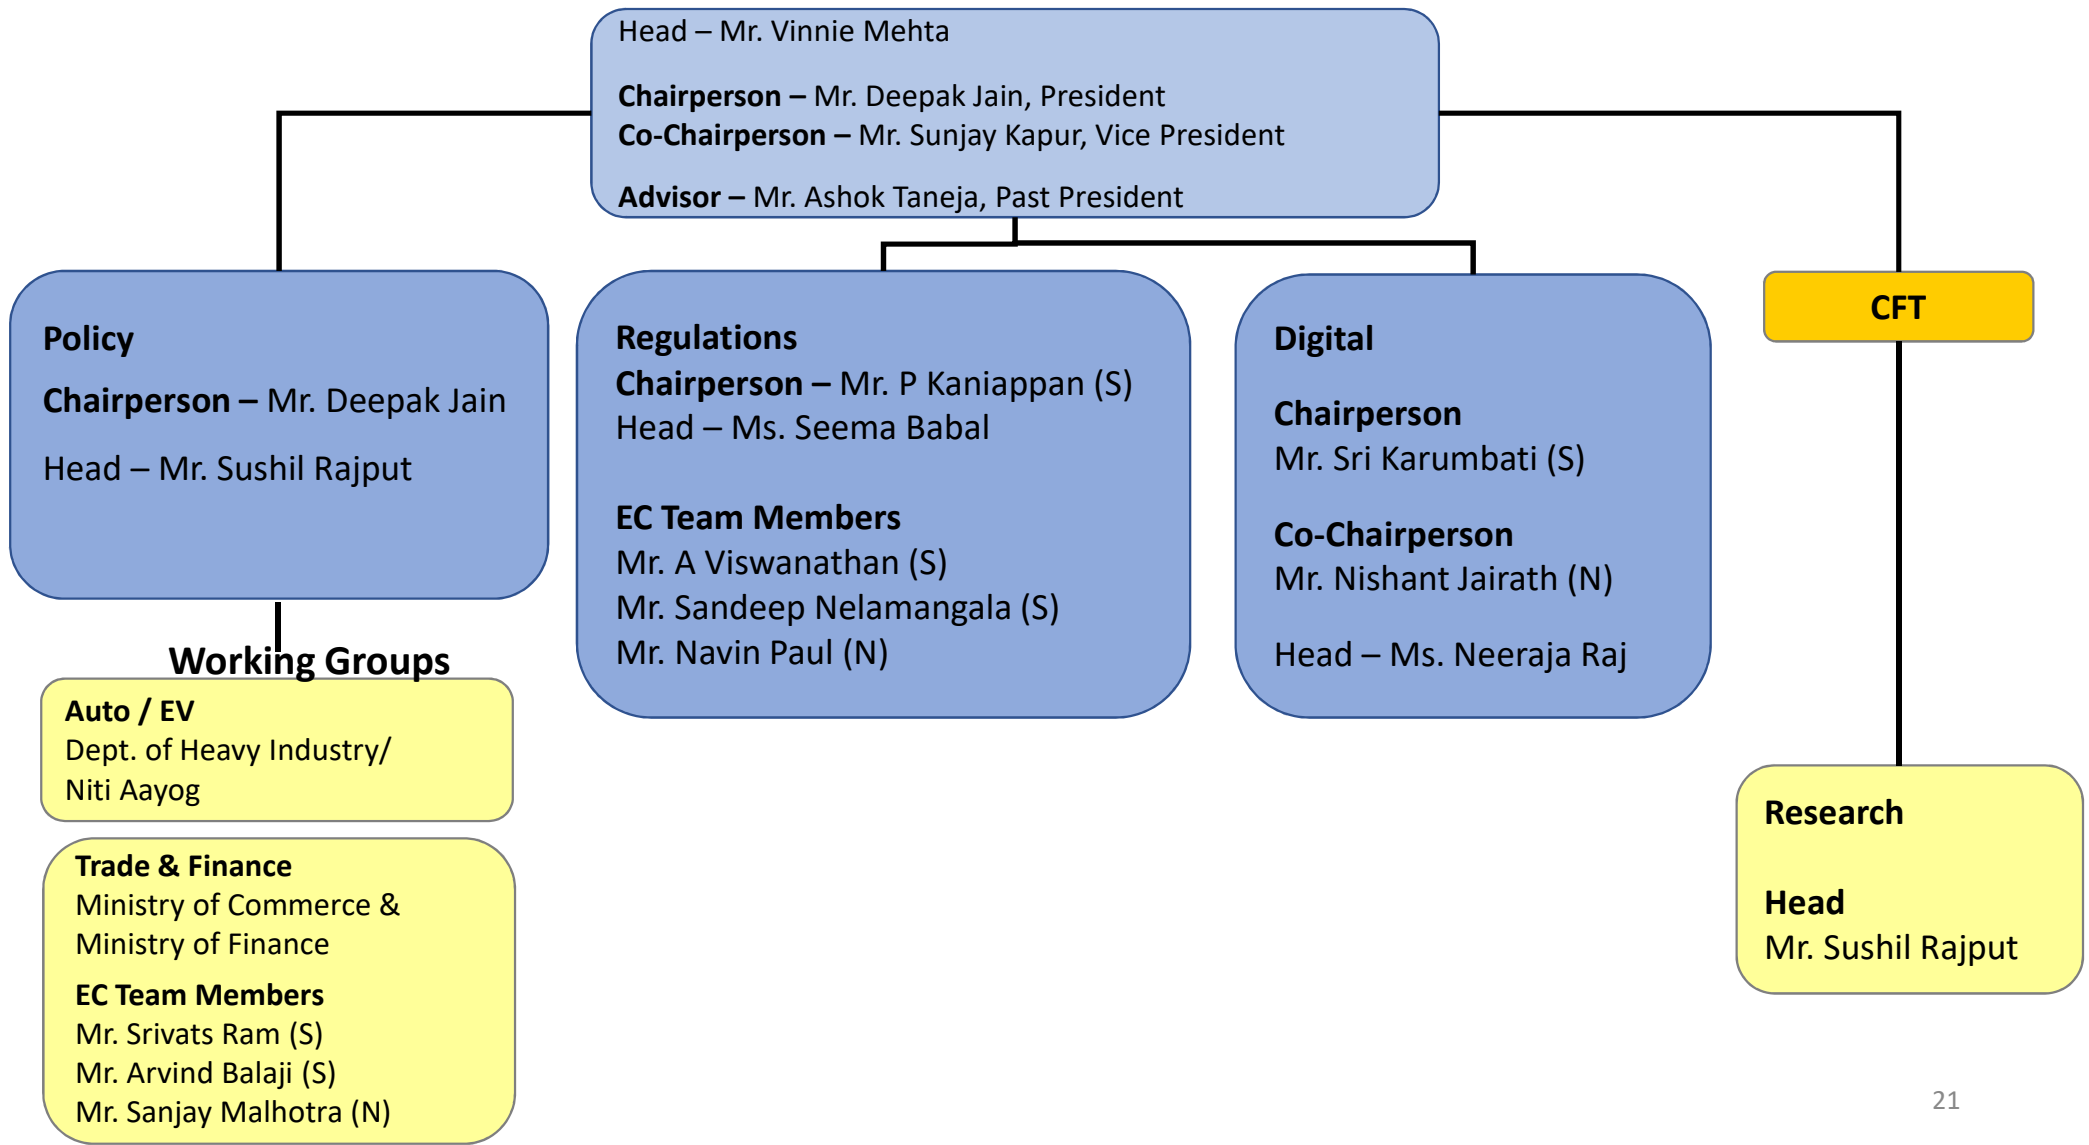 Head – Mr. Vinnie Mehta
Chairperson – Mr. Deepak Jain, President
Co-Chairperson – Mr. Sunjay Kapur, Vice President
Advisor – Mr. Ashok Taneja, Past President
Policy
Chairperson – Mr. Deepak Jain
Head – Mr. Sushil Rajput
Regulations
Chairperson – Mr. P Kaniappan (S)
Head – Ms. Seema Babal
EC Team Members
Mr. A Viswanathan (S)
Mr. Sandeep Nelamangala (S)
Mr. Navin Paul (N)
Digital
Chairperson
Mr. Sri Karumbati (S)
Co-Chairperson
Mr. Nishant Jairath (N)
Head – Ms. Neeraja Raj
CFT
Working Groups
Auto / EV
Dept. of Heavy Industry/
Niti Aayog
Trade & Finance
Ministry of Commerce &
Ministry of Finance
EC Team Members
Mr. Srivats Ram (S)
Mr. Arvind Balaji (S)
Mr. Sanjay Malhotra (N)
Research
Head
Mr. Sushil Rajput
21